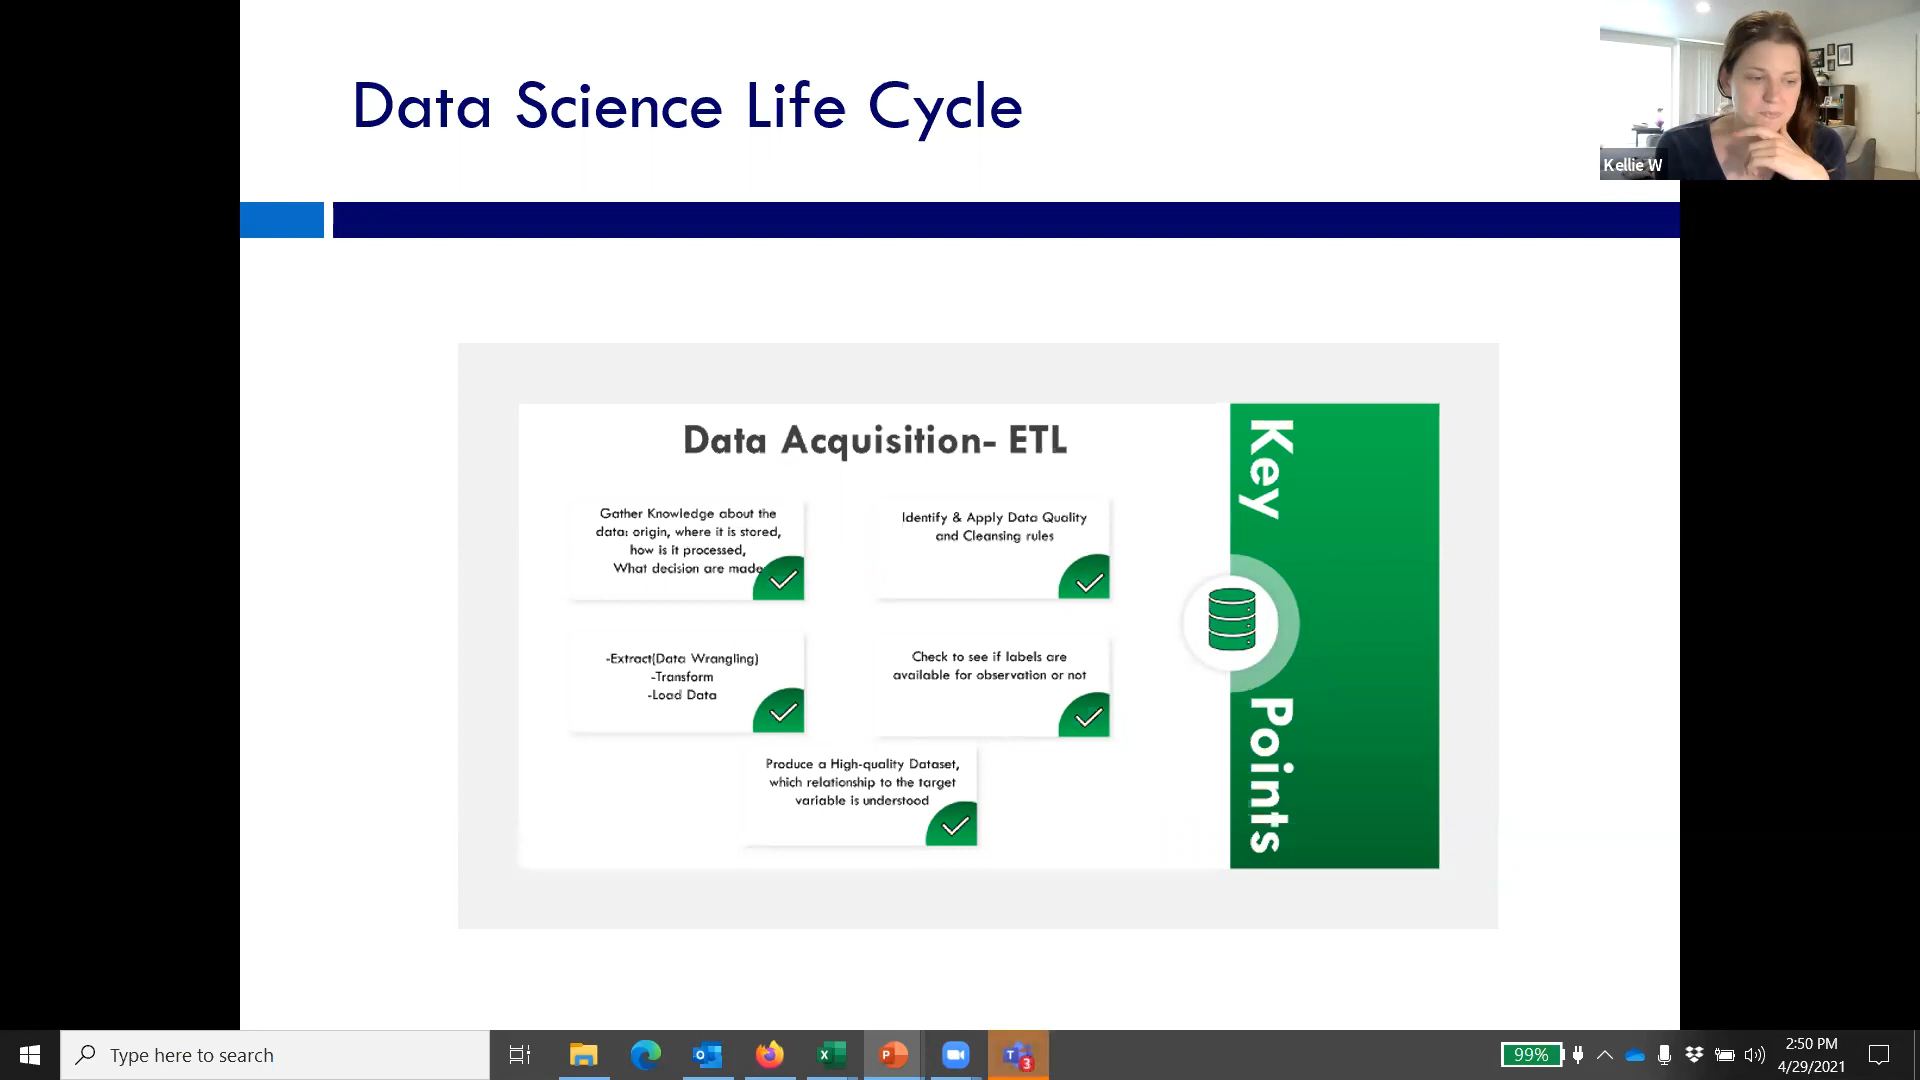 Data Science Life Cycle
Kellie W
Data Acquisition- ETL
Gather Knowledge about the
data: origin, where it is stored,
how is it processed,
What decision are made
Identify & Apply Data Quality
and Cleansing rules
-Extract(Data Wrangling)
-Transform
-Load Data
Check to see if labels are
available for observation or not
Produce a High-quality Dataset,
which relationship to the target
variable is understood
Key
Points
Type here to search
3
99%
2:50 PM
4/29/2021